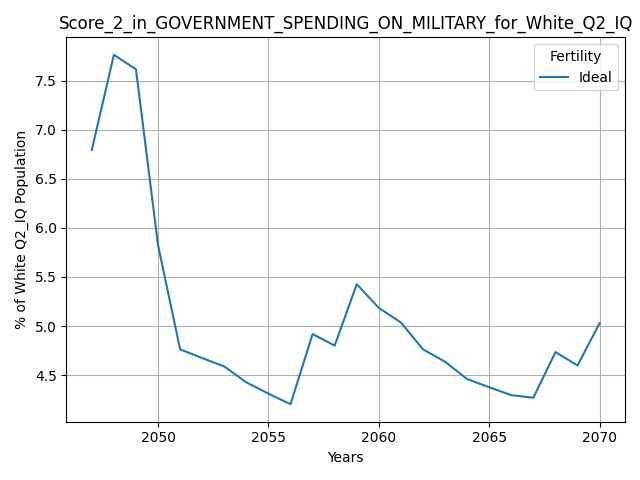 Score_2_in_GOVERNMENT_SPENDING_ON_MILITARY_for_White_Q2_IQ
Fertility
Ideal
% of White Q2_IQ Population
7.5
7.0
6.5
6.0
5.5
5.0
4.5
2050 2055 2060 2065 2070
Years